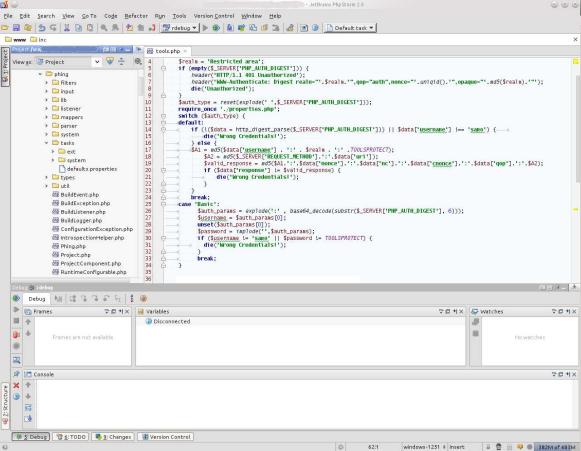 JetBrains PhpStorm 2.0
File Edit Search View Go To Code Refactor Run Tools Version Control Window Help
rdebug
Default task
www inc
Project
tools.php
View as: Project
phing
filters
input
lib
listener
mappers
parser
system
tasks
ext
system
defaults.properties
types
util
BuildEvent.php
BuildException.php
BuildListener.php
BuildLogger.php
ConfigurationException.php
IntrospectionHelper.php
Phing.php
Project.php
ProjectComponent.php
RuntimeConfigurable.php
4 $realm = 'Restricted area';
5 if (empty($_SERVER['PHP_AUTH_DIGEST'])) {
6 header('HTTP/1.1 401 Unauthorized');
7 header('WWW-Authenticate: Digest realm="'.$realm.'",qop="auth",nonce="'.uniqid().'",opaque="'.md5($realm).'"');
8 die('Unauthorized');
9 }
10 $auth_type = reset(explode(' ',$_SERVER['PHP_AUTH_DIGEST']));
11 require_once './properties.php';
12 switch ($auth_type) {
13 default:
14 if (!($data = http_digest_parse($_SERVER['PHP_AUTH_DIGEST'])) || $data['username'] !== 'samo') {
15 die('Wrong Credentials!');
16 } else {
17 $A1 = md5($data['username'] . ':' . $realm . ':' .TOOLSPROTECT);
18 $A2 = md5($_SERVER['REQUEST_METHOD'].':'.$data['uri']);
19 $valid_response = md5($A1.':'.$data['nonce'].':'.$data['nc'].':'.$data['cnonce'].':'.$data['qop'].':'.$A2);
20 if ($data['response'] != $valid_response) {
21 die('Wrong Credentials!');
22 }
23 }
24 break;
25 case 'Basic':
26 $auth_params = explode(':' , base64_decode(substr($_SERVER['PHP_AUTH_DIGEST'], 6)));
27 $username = $auth_params[0];
28 unset($auth_params[0]);
29 $password = implode('',$auth_params);
30 if ($username != 'samo' || $password != TOOLSPROTECT) {
31 die('Wrong Credentials!');
32 }
33 break;
34 }
35
36
Debug rdebug
Debug
Frames
Variables
Watches
Frames are not available
Disconnected
No watches
Console
1: Project
2: Structure
5: Debug 6: TODO 3: Changes Version Control
62:1 windows-1251 Insert 382M of 483M